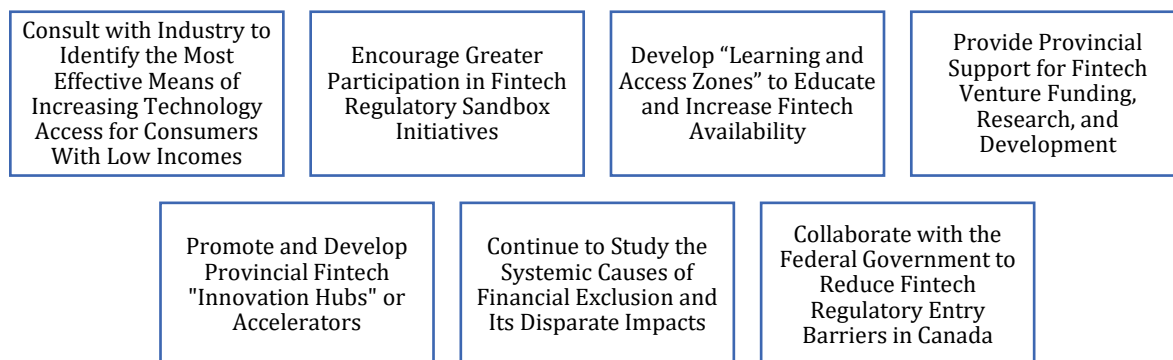 Consult with Industry to
Identify the Most
Effective Means of
Increasing Technology
Access for Consumers
With Low Incomes
Encourage Greater
Participation in Fintech
Regulatory Sandbox
Initiatives
Develop “Learning and
Access Zones” to Educate
and Increase Fintech
Availability
Provide Provincial
Support for Fintech
Venture Funding,
Research, and
Development
Promote and Develop
Provincial Fintech
"Innovation Hubs" or
Accelerators
Continue to Study the
Systemic Causes of
Financial Exclusion and
Its Disparate Impacts
Collaborate with the
Federal Government to
Reduce Fintech
Regulatory Entry
Barriers in Canada